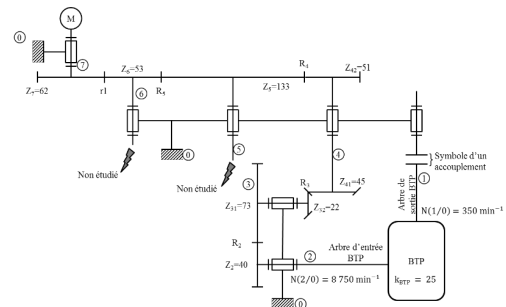 M
0
7
Z₆=53
R₄
Z₄₂=51
Z₇=62
r1
R₅
Z₅=133
6
0
5
4
Symbole d'un
accouplement
Non étudié
Non étudié
3
R₃
Z₄₁=45
1
Arbre de
sortie BTP
N(1/0) = 350 min⁻¹
Z₃₁=73
Z₃₂=22
R₂
2
Arbre d'entrée
BTP
BTP
k_BTP = 25
Z₂=40
N(2/0) = 8 750 min⁻¹
0